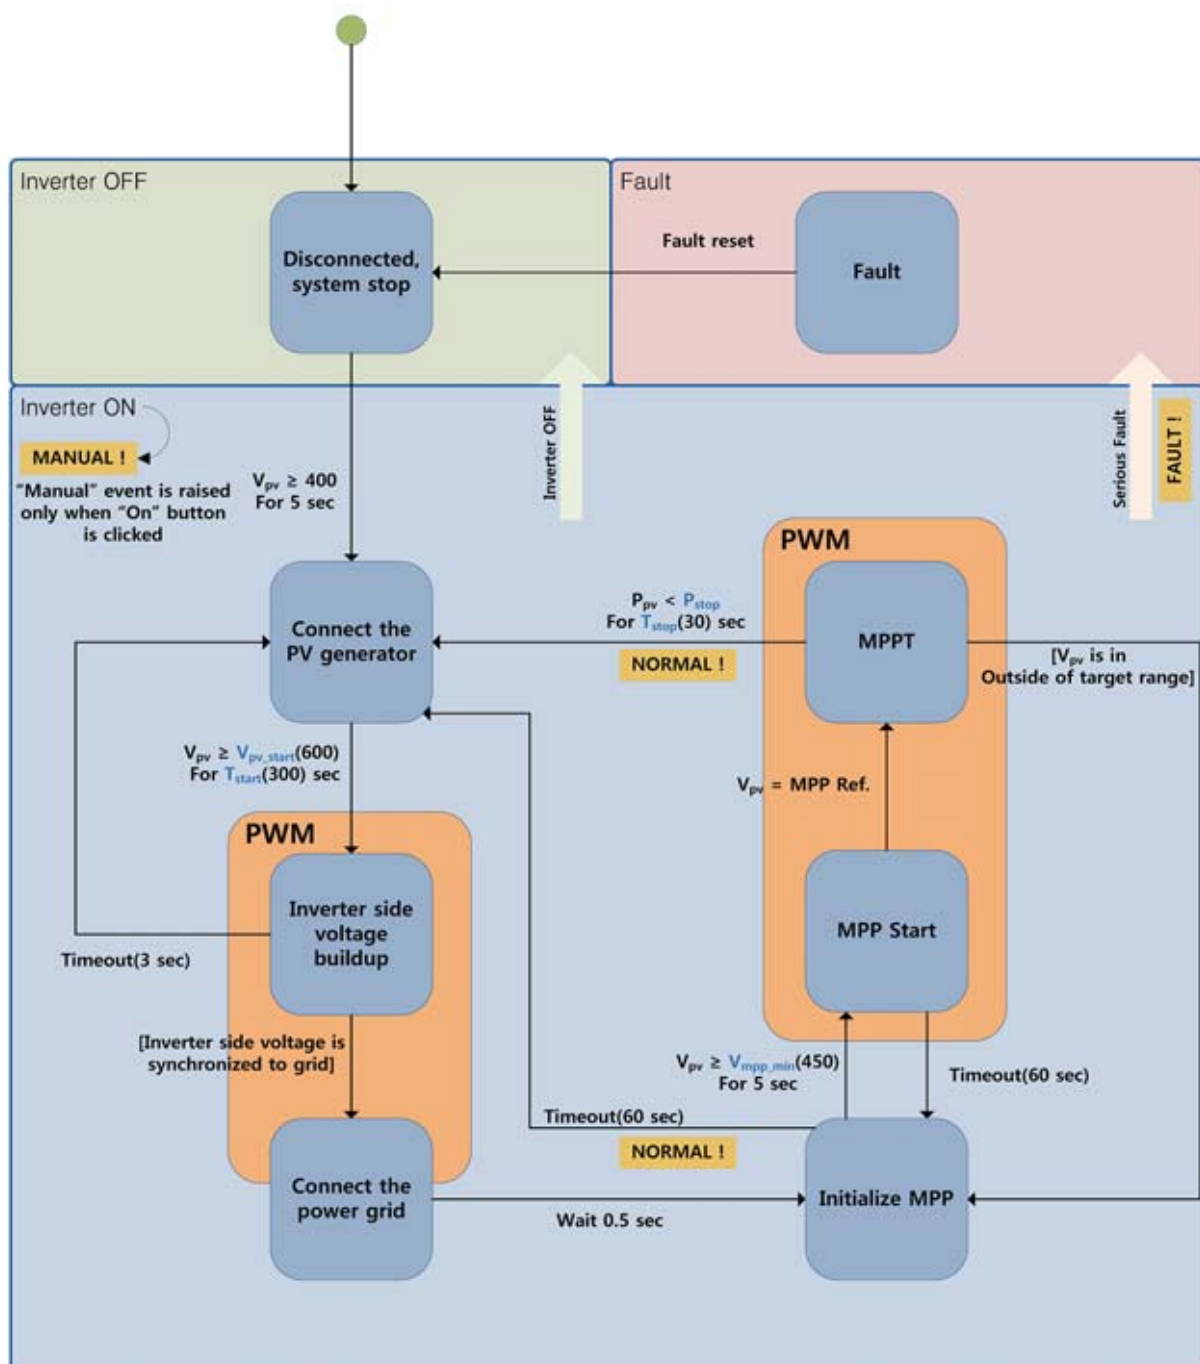 Inverter OFF
Fault
Disconnected,
system stop
Fault reset
Fault
Inverter ON
MANUAL !
"Manual" event is raised
only when "On" button
is clicked
Vpv ≥ 400
For 5 sec
Inverter OFF
Serious Fault
FAULT !
PWM
Connect the
PV generator
Ppv < Pstop
For Tstop(30) sec
NORMAL !
MPPT
[Vpv is in
Outside of target range]
Vpv ≥ Vpv_start(600)
For Tstart(300) sec
Vpv = MPP Ref.
PWM
Inverter side
voltage
buildup
MPP Start
Timeout(3 sec)
[Inverter side voltage is
synchronized to grid]
Vpv ≥ Vmpp_min(450)
For 5 sec
Timeout(60 sec)
Timeout(60 sec)
NORMAL !
Connect the
power grid
Wait 0.5 sec
Initialize MPP